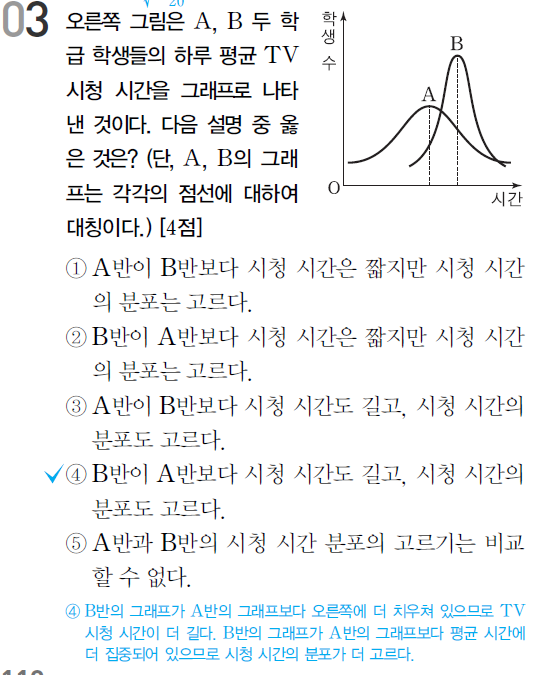 20
03 오른쪽 그림은 A, B 두 학
급 학생들의 하루 평균 TV
시청 시간을 그래프로 나타
낸 것이다. 다음 설명 중 옳
은 것은? (단, A, B의 그래
프는 각각의 점선에 대하여
대칭이다.) [4점]
학생 수
B
A
O
시간
① A반이 B반보다 시청 시간은 짧지만 시청 시간
의 분포는 고르다.
② B반이 A반보다 시청 시간은 짧지만 시청 시간
의 분포는 고르다.
③ A반이 B반보다 시청 시간도 길고, 시청 시간의
분포도 고르다.
④ B반이 A반보다 시청 시간도 길고, 시청 시간의
분포도 고르다.
⑤ A반과 B반의 시청 시간 분포의 고르기는 비교
할 수 없다.
④ B반의 그래프가 A반의 그래프보다 오른쪽에 더 치우쳐 있으므로 TV
시청 시간이 더 길다. B반의 그래프가 A반의 그래프보다 평균 시간에
더 집중되어 있으므로 시청 시간의 분포가 더 고르다.